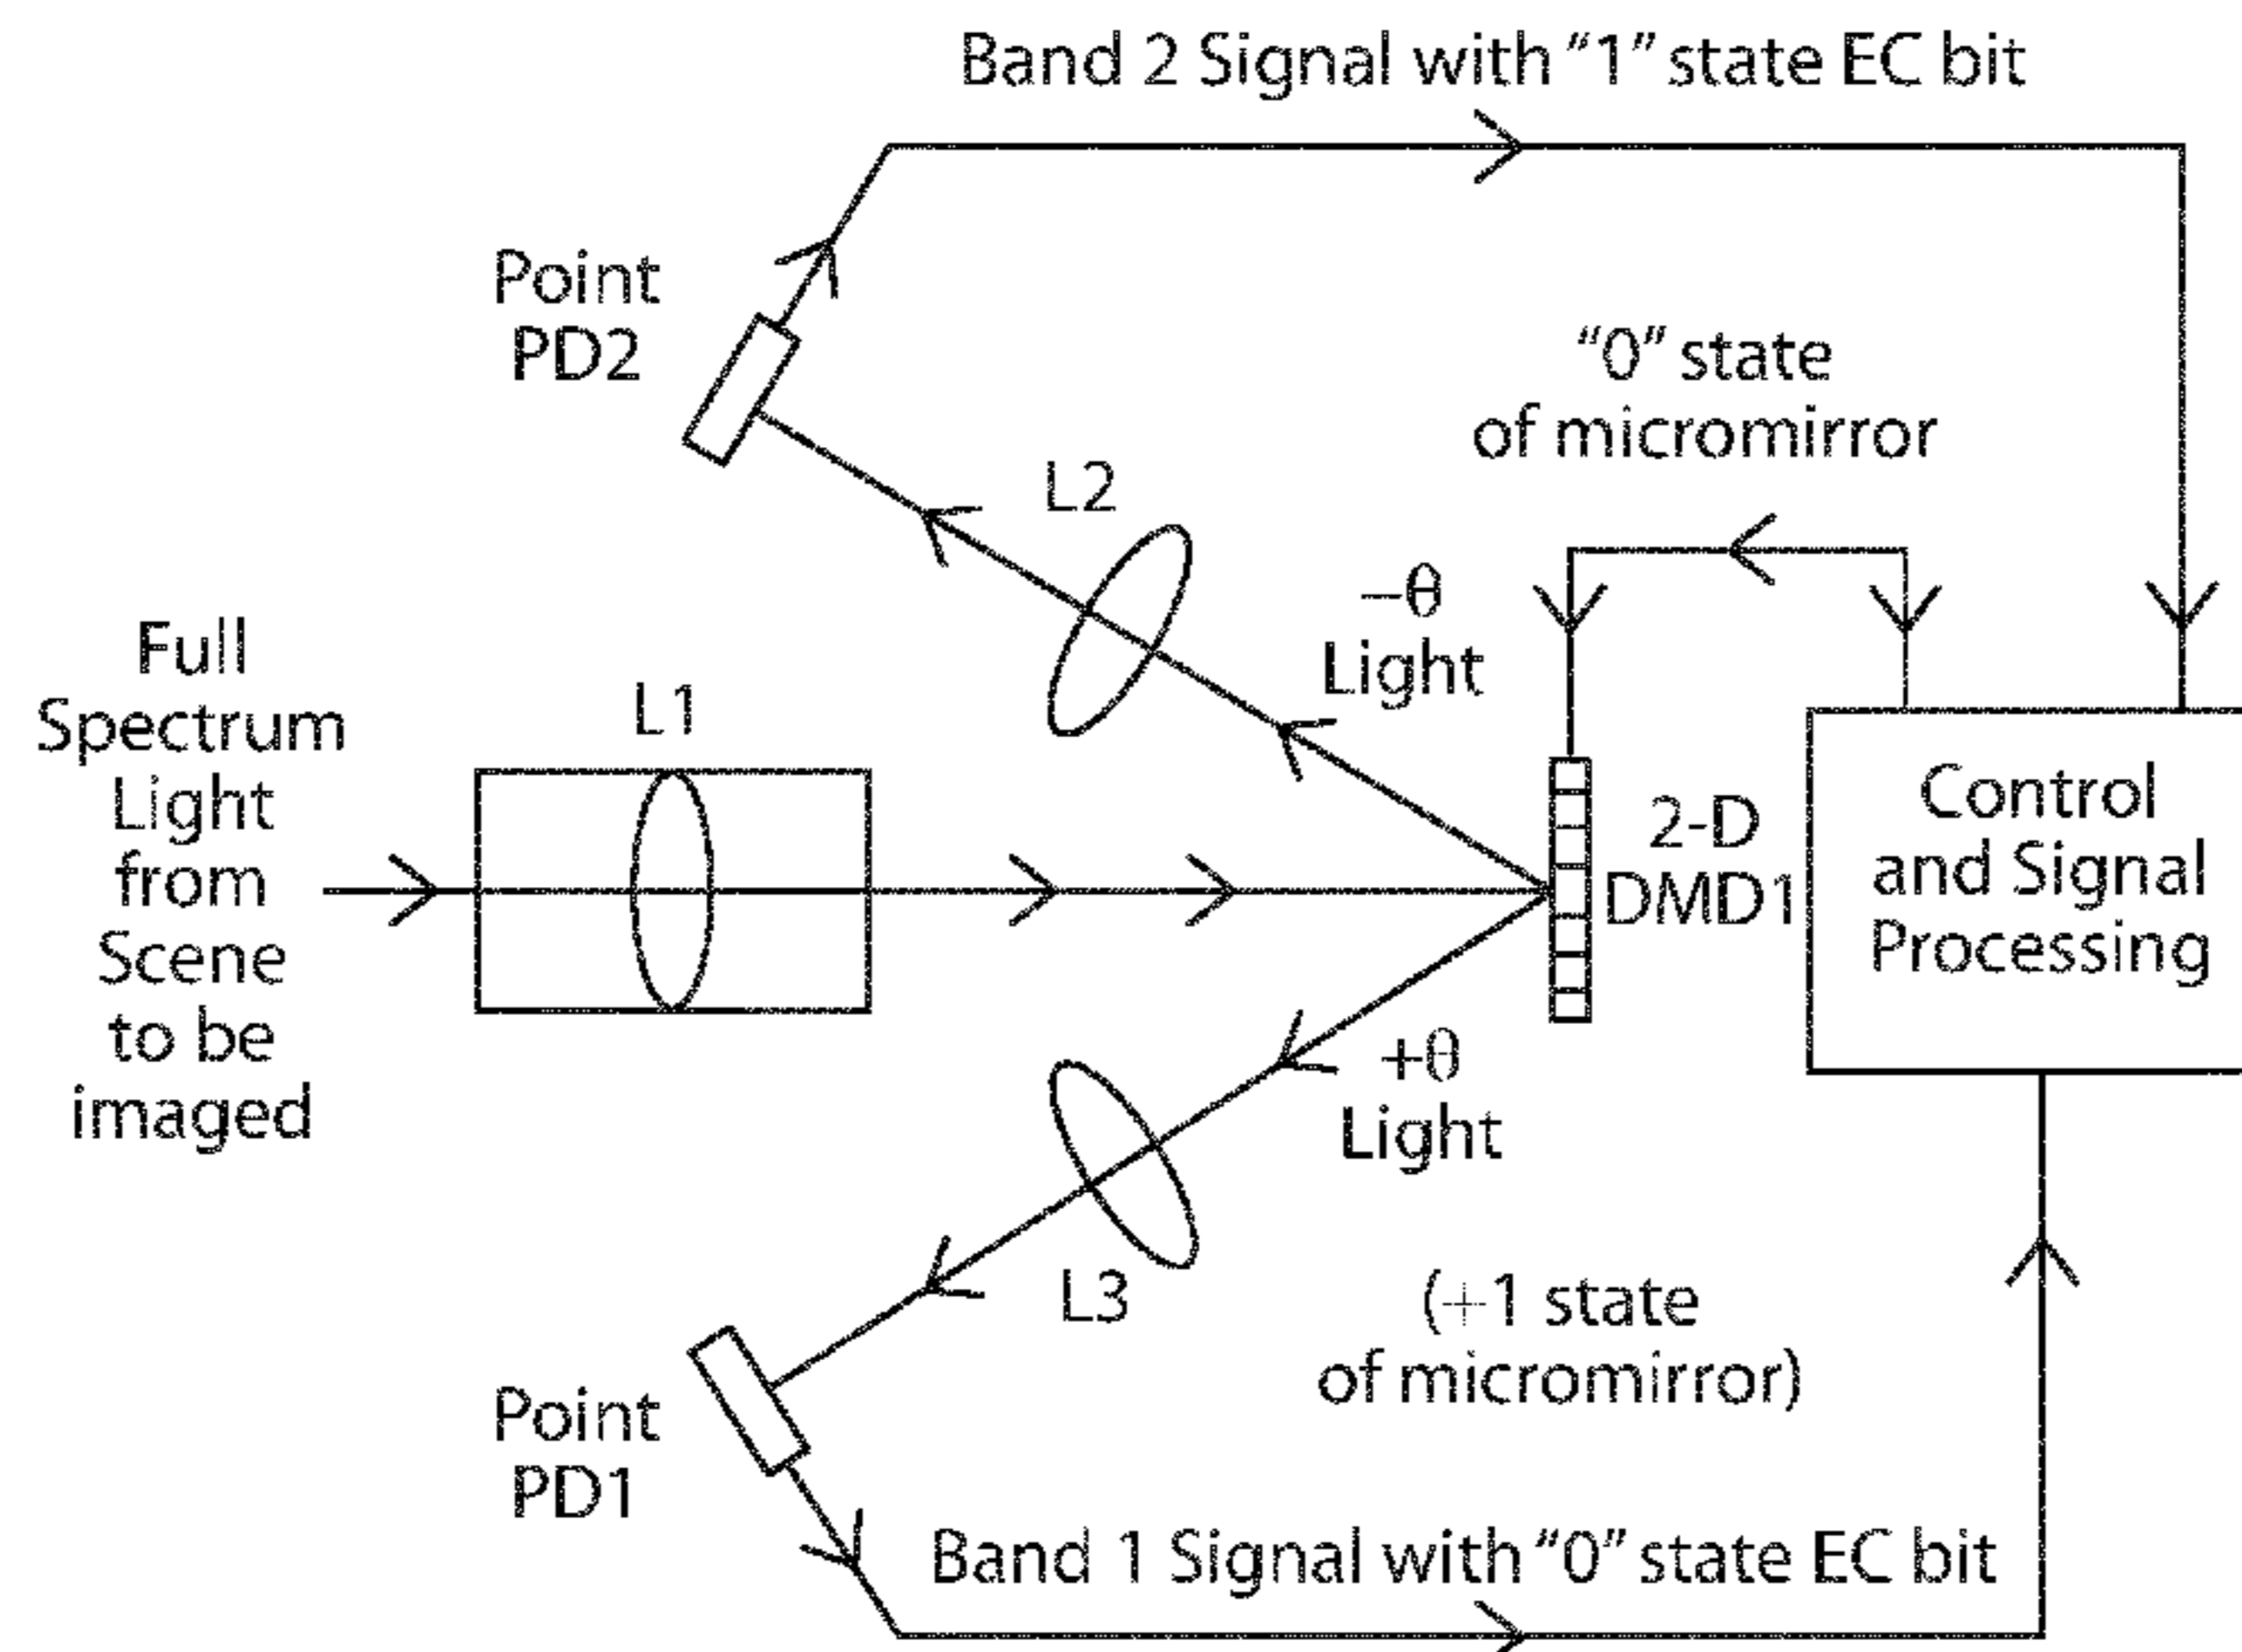 Band 2 Signal with “1” state EC bit
Point
PD2
“0” state
of micromirror
L2
−θ
Light
Full
Spectrum
Light
from
Scene
to be
imaged
L1
2-D
DMD1
Control
and Signal
Processing
+θ
Light
L3
(+1 state
of micromirror)
Point
PD1
Band 1 Signal with “0” state EC bit